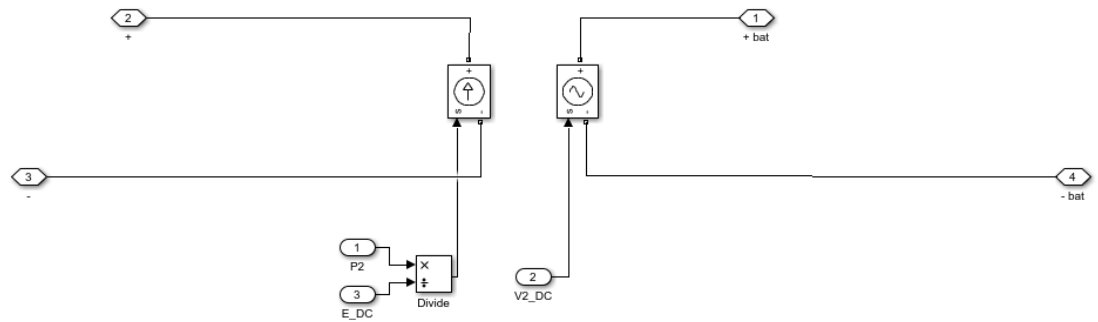 2
+
1
+ bat
+
s
-
+
s
-
3
-
4
- bat
1
P2
×
÷
Divide
3
E_DC
2
V2_DC